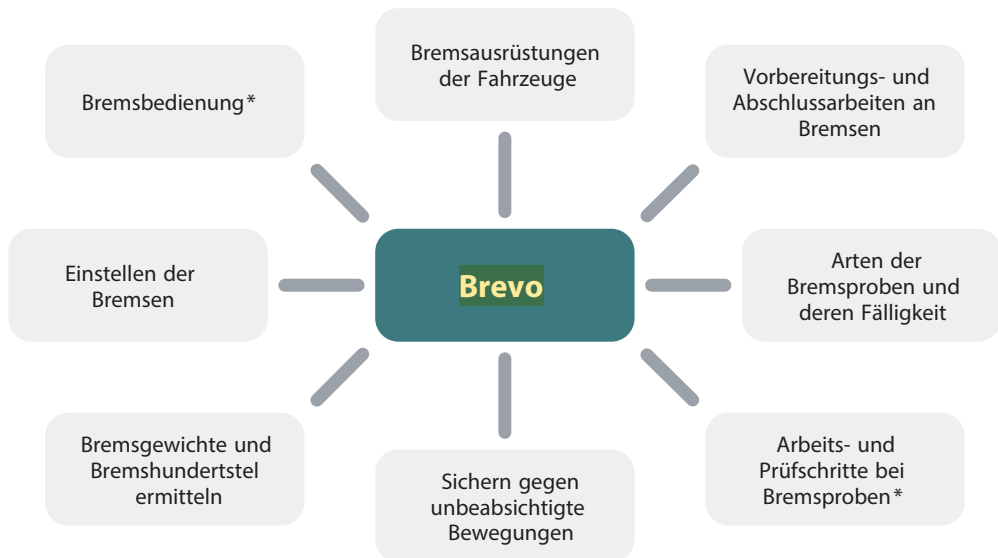 Bremsausrüstungen
der Fahrzeuge
Bremsbedienung*
Vorbereitungs- und
Abschlussarbeiten an
Bremsen
Einstellen der
Bremsen
Brevo
Arten der
Bremsproben und
deren Fälligkeit
Bremsgewichte und
Bremshundertstel
ermitteln
Sichern gegen
unbeabsichtigte
Bewegungen
Arbeits- und
Prüfschritte bei
Bremsproben*